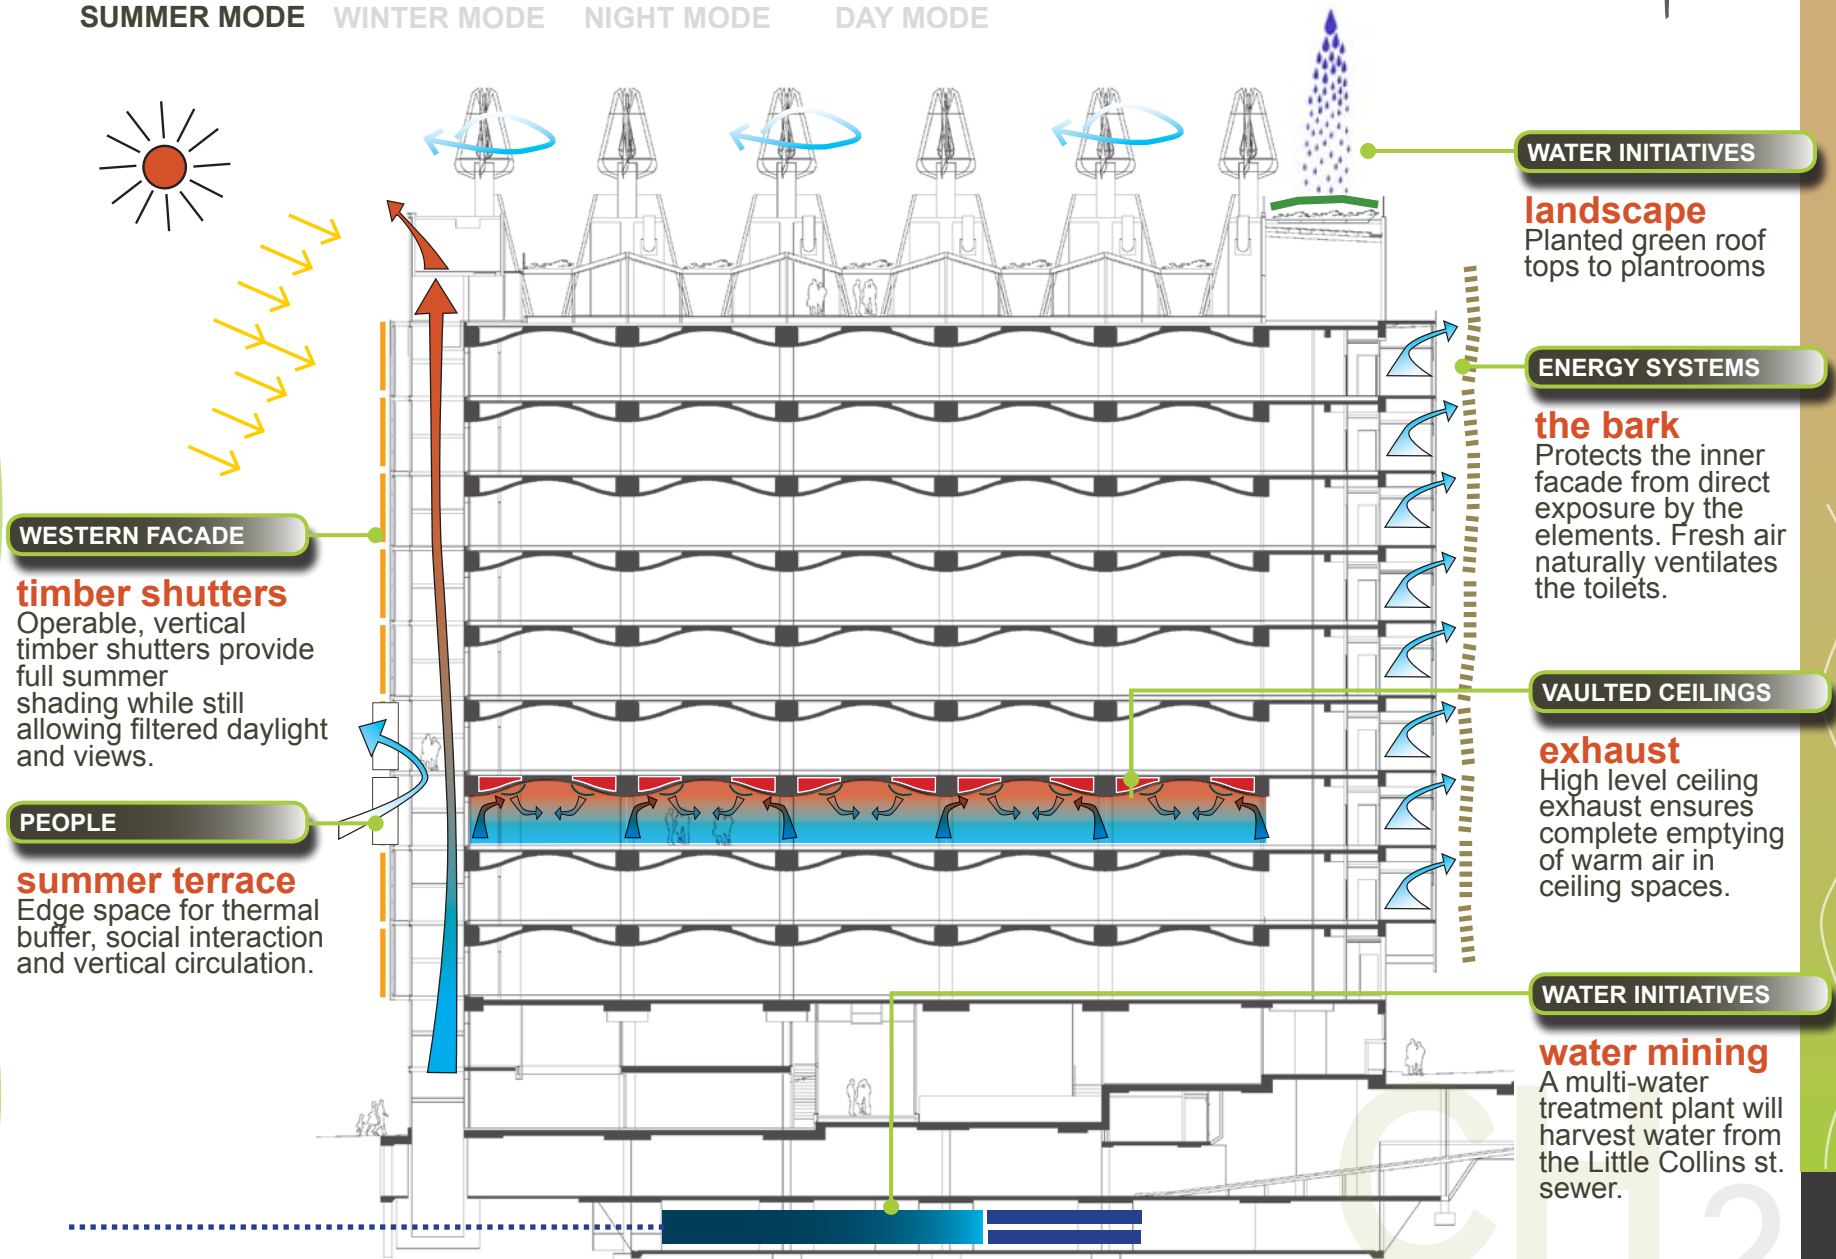 SUMMER MODE WINTER MODE NIGHT MODE DAY MODE
WESTERN FACADE
timber shutters
Operable, vertical
timber shutters provide
full summer
shading while still
allowing filtered daylight
and views.
PEOPLE
summer terrace
Edge space for thermal
buffer, social interaction
and vertical circulation.
WATER INITIATIVES
landscape
Planted green roof
tops to plantrooms
ENERGY SYSTEMS
the bark
Protects the inner
facade from direct
exposure by the
elements. Fresh air
naturally ventilates
the toilets.
VAULTED CEILINGS
exhaust
High level ceiling
exhaust ensures
complete emptying
of warm air in
ceiling spaces.
WATER INITIATIVES
water mining
A multi-water
treatment plant will
harvest water from
the Little Collins st.
sewer.
CH2